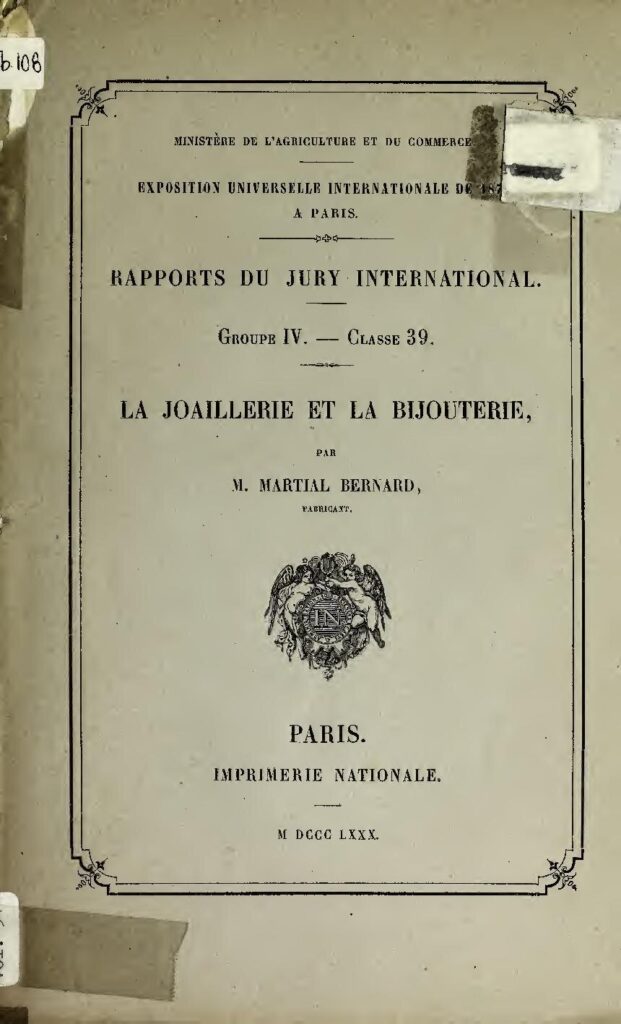 b.108
MINISTÈRE DE L'AGRICULTURE ET DU COMMERCE
EXPOSITION UNIVERSELLE INTERNATIONALE DE
A PARIS.
RAPPORTS DU JURY INTERNATIONAL.
GROUPE IV. — CLASSE 39.
LA JOAILLERIE ET LA BIJOUTERIE,
PAR
M. MARTIAL BERNARD,
FABRICANT.
IN
PARIS.
IMPRIMERIE NATIONALE.
M DCCC LXXX.